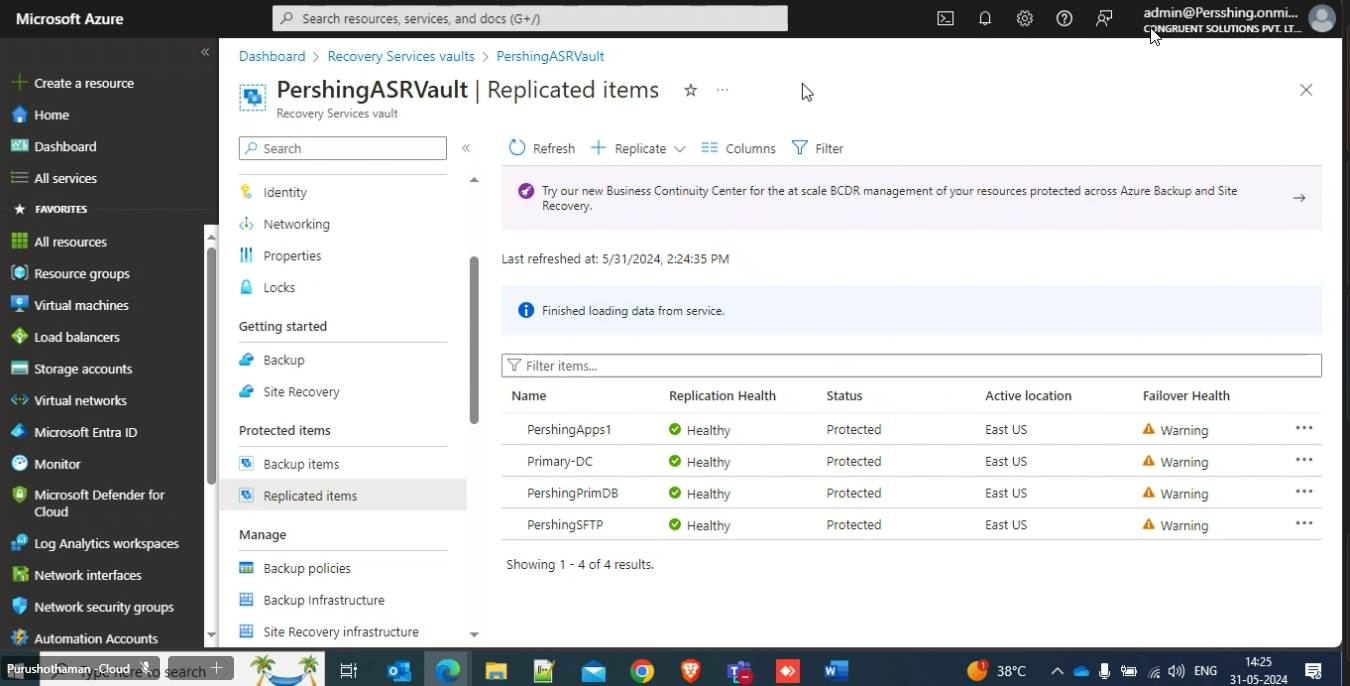 Microsoft Azure
Search resources, services, and docs (G+/)
admin@Persshing.onmi...
CONGRUENT SOLUTIONS PVT. LT...
Create a resource
Home
Dashboard
All services
FAVORITES
All resources
Resource groups
Virtual machines
Load balancers
Storage accounts
Virtual networks
Microsoft Entra ID
Monitor
Microsoft Defender for
Cloud
Log Analytics workspaces
Network interfaces
Network security groups
Automation Accounts
Dashboard > Recovery Services vaults > PershingASRVault
PershingASRVault | Replicated items
Recovery Services vault
Search
Identity
Networking
Properties
Locks
Getting started
Backup
Site Recovery
Protected items
Backup items
Replicated items
Manage
Backup policies
Backup Infrastructure
Site Recovery infrastructure
Refresh Replicate Columns Filter
Try our new Business Continuity Center for the at scale BCDR management of your resources protected across Azure Backup and Site
Recovery.
Last refreshed at: 5/31/2024, 2:24:35 PM
Finished loading data from service.
Filter items...
Name Replication Health Status Active location Failover Health
PershingApps1 Healthy Protected East US Warning
Primary-DC Healthy Protected East US Warning
PershingPrimDB Healthy Protected East US Warning
PershingSFTP Healthy Protected East US Warning
Showing 1 - 4 of 4 results.
Purushothaman -Cloud
Type here to search
1
38°C
ENG
14:25
31-05-2024